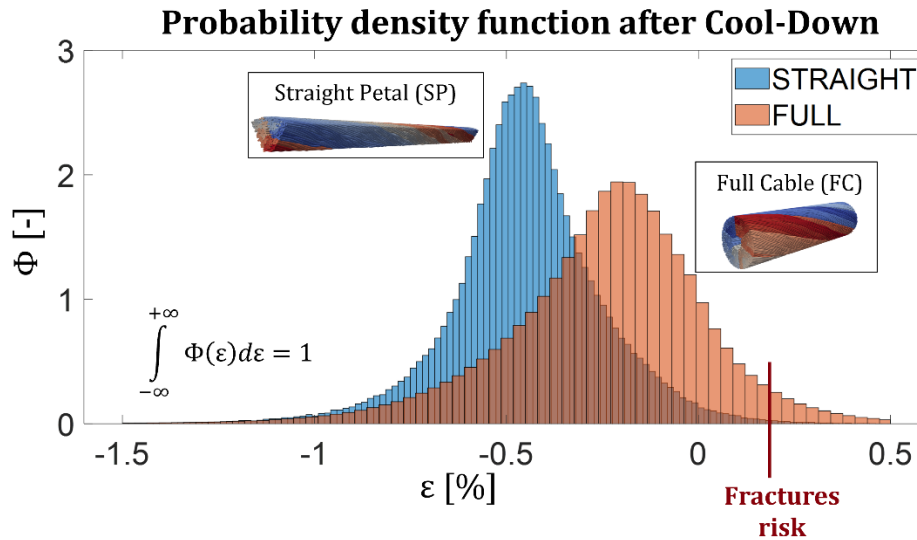 Probability density function after Cool-Down
3
2
1
0
Φ [-]
Straight Petal (SP)
STRAIGHT
FULL
Full Cable (FC)
+∞
∫ Φ(ε)dε = 1
−∞
-1.5
-1
-0.5
0
0.5
ε [%]
Fractures
risk